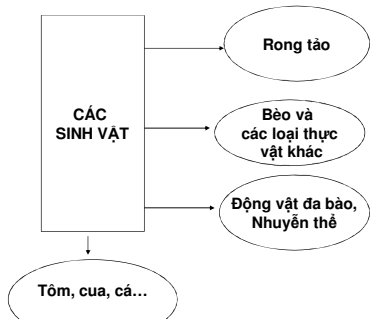 Rong tảo
CÁC
SINH VẬT
Bèo và
các loại thực
vật khác
Động vật đa bào,
Nhuyễn thể
Tôm, cua, cá...